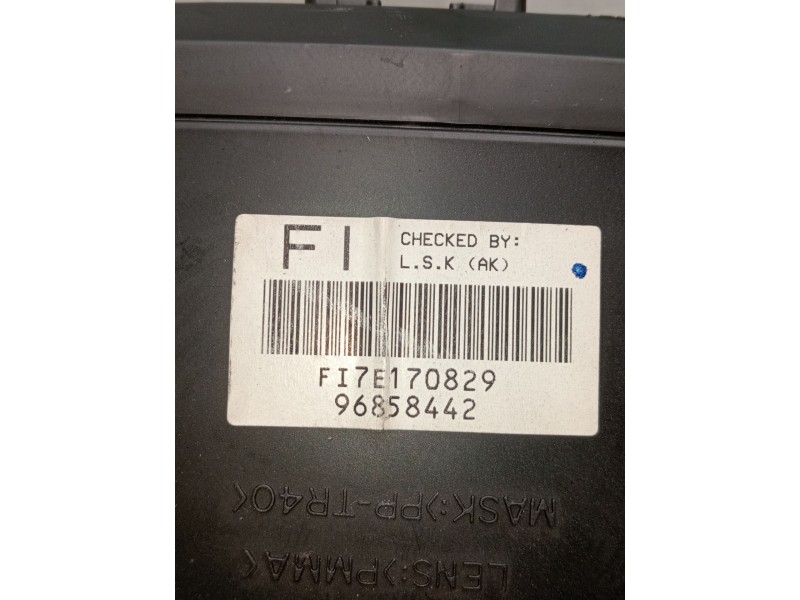 FI
CHECKED BY:
L.S.K (AK)
FI7E170829
96858442
MASK:>PP-TR40<
LENS:>PMMA<